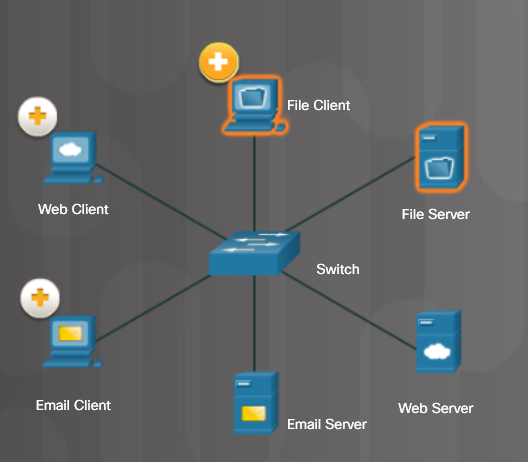 File Client
Web Client
File Server
Switch
Email Client
Web Server
Email Server